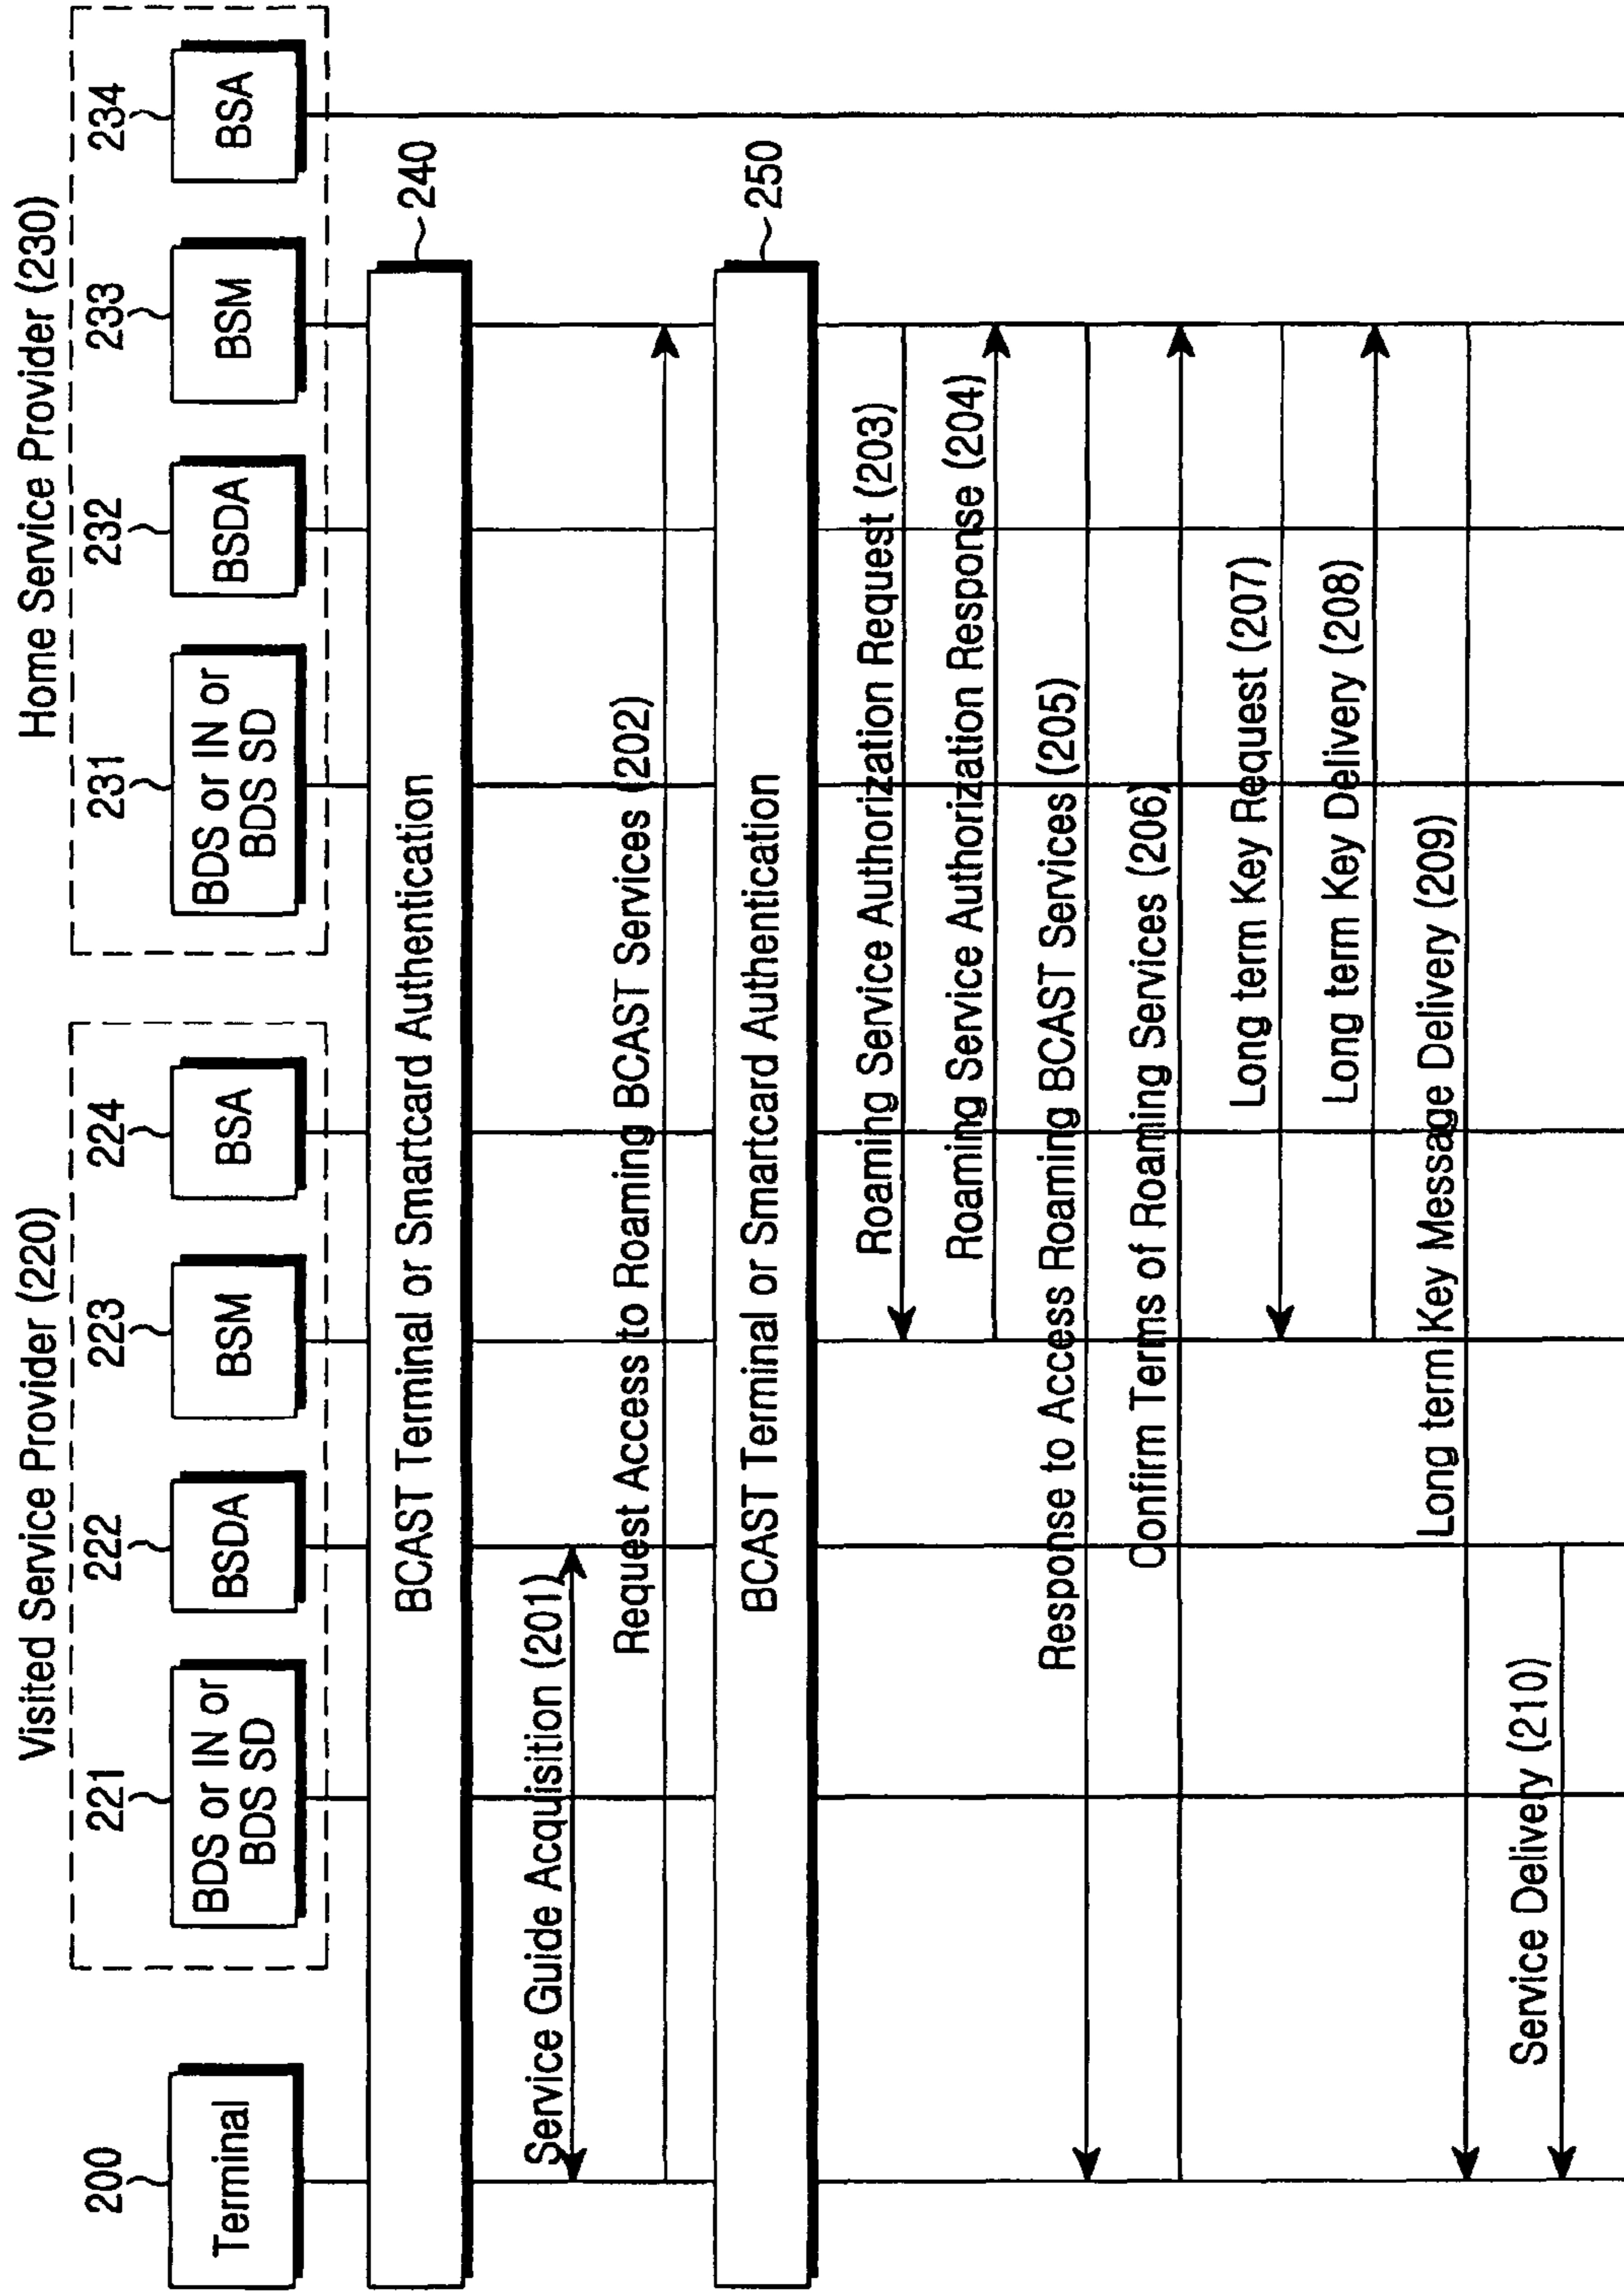 Visited Service Provider (220)
Home Service Provider (230)
200
221
222
223
224
231
232
233
234
Terminal
BDS or IN or
BDS SD
BSDA
BSM
BSA
BDS or IN or
BDS SD
BSDA
BSM
BSA
BCAST Terminal or Smartcard Authentication
240
Service Guide Acquisition (201)
Request Access to Roaming BCAST Services (202)
BCAST Terminal or Smartcard Authentication
250
Roaming Service Authorization Request (203)
Roaming Service Authorization Response (204)
Response to Access Roaming BCAST Services (205)
Confirm Terms of Roaming Services (206)
Long term Key Request (207)
Long term Key Delivery (208)
Long term Key Message Delivery (209)
Service Delivery (210)